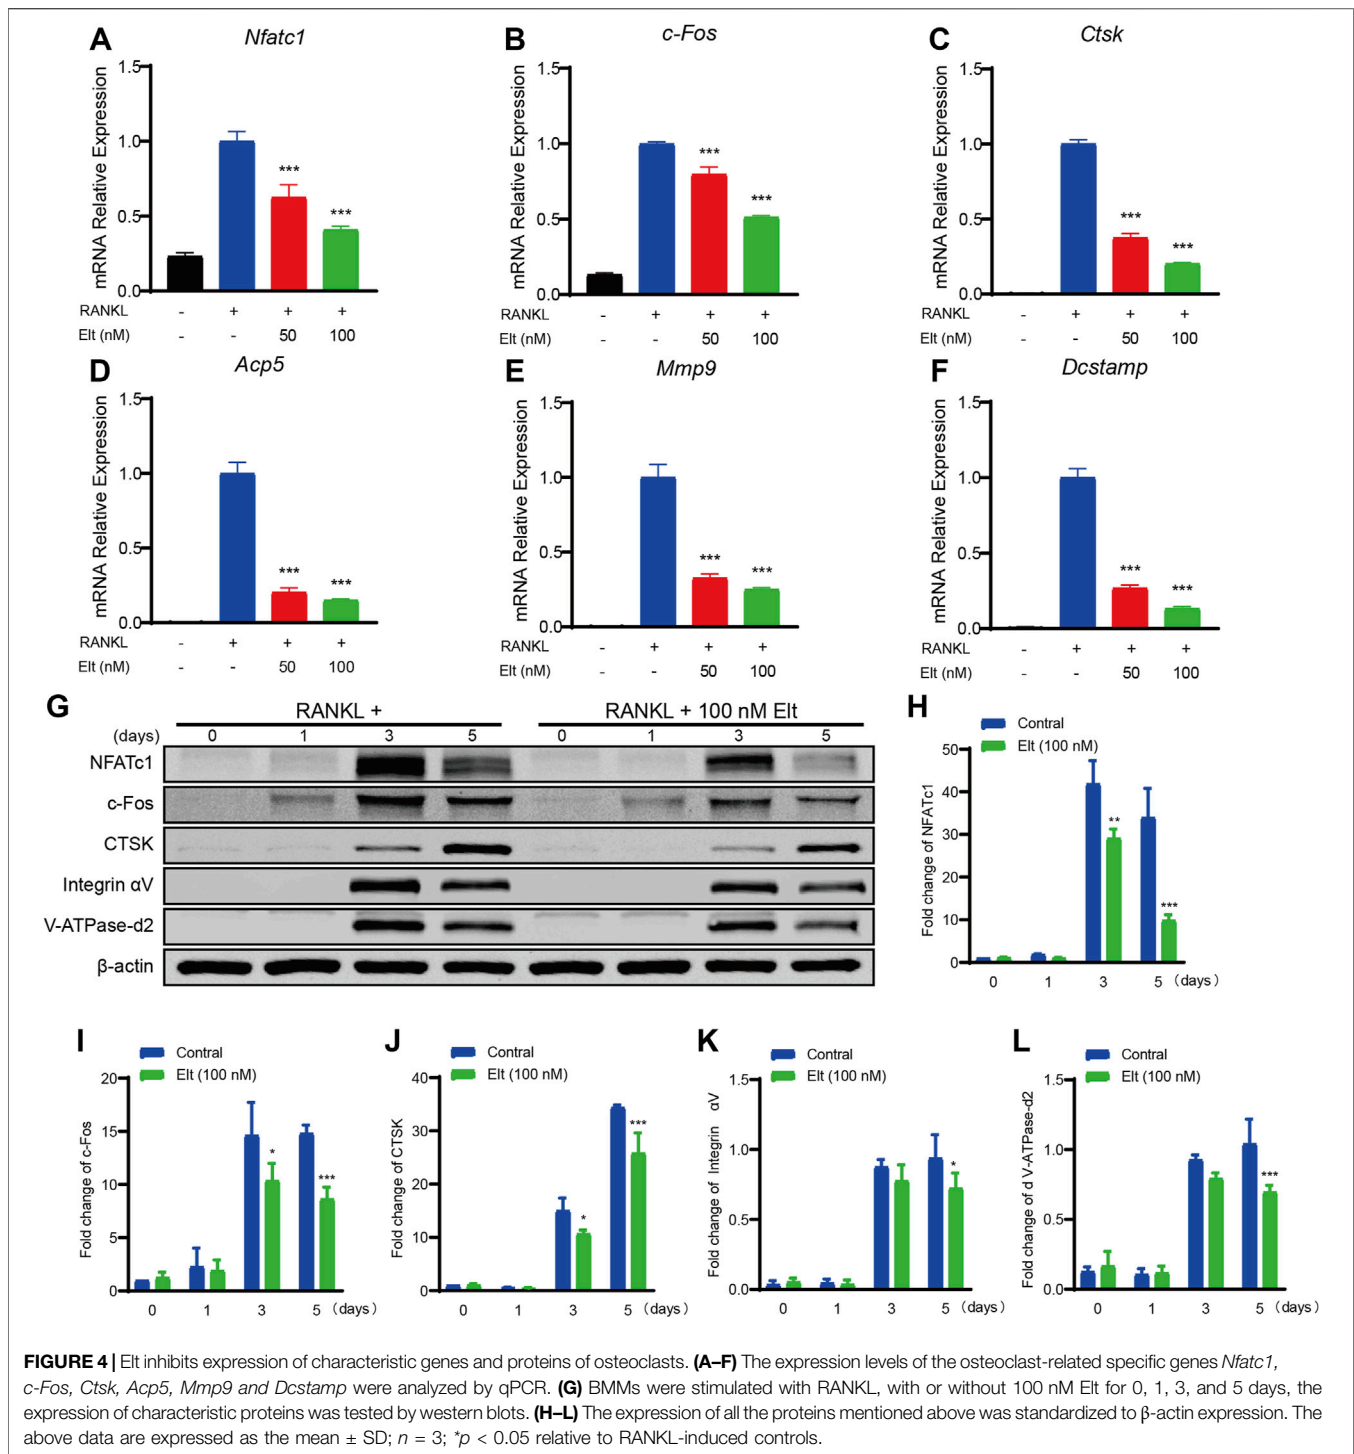 A Nfatc1
B c-Fos
C Ctsk
mRNA Relative Expression
1.5
1.0
0.5
0.0
RANKL - + + +
Elt (nM) - - 50 100
*** ***
mRNA Relative Expression
1.5
1.0
0.5
0.0
RANKL - + + +
Elt (nM) - - 50 100
*** ***
mRNA Relative Expression
1.5
1.0
0.5
0.0
RANKL - + + +
Elt (nM) - - 50 100
*** ***
D Acp5
E Mmp9
F Dcstamp
mRNA Relative Expression
1.5
1.0
0.5
0.0
RANKL - + + +
Elt (nM) - - 50 100
*** ***
mRNA Relative Expression
1.5
1.0
0.5
0.0
RANKL - + + +
Elt (nM) - - 50 100
*** ***
mRNA Relative Expression
1.5
1.0
0.5
0.0
RANKL - + + +
Elt (nM) - - 50 100
*** ***
G RANKL + RANKL + 100 nM Elt
(days) 0 1 3 5 0 1 3 5
NFATc1
c-Fos
CTSK
Integrin αV
V-ATPase-d2
β-actin
H
Contral
Elt (100 nM)
Fold change of NFATc1
50
40
30
20
10
0
** ***
0 1 3 5 (days)
I
Contral
Elt (100 nM)
Fold change of c-Fos
20
15
10
5
0
* ***
0 1 3 5 (days)
J
Contral
Elt (100 nM)
Fold change of CTSK
40
30
20
10
0
* ***
0 1 3 5 (days)
K
Contral
Elt (100 nM)
Fold change of Integrin αV
1.5
1.0
0.5
0.0
*
0 1 3 5 (days)
L
Contral
Elt (100 nM)
Fold change of d V-ATPase-d2
1.5
1.0
0.5
0.0
***
0 1 3 5 (days)
FIGURE 4 | Elt inhibits expression of characteristic genes and proteins of osteoclasts. (A–F) The expression levels of the osteoclast-related specific genes Nfatc1,
c-Fos, Ctsk, Acp5, Mmp9 and Dcstamp were analyzed by qPCR. (G) BMMs were stimulated with RANKL, with or without 100 nM Elt for 0, 1, 3, and 5 days, the
expression of characteristic proteins was tested by western blots. (H–L) The expression of all the proteins mentioned above was standardized to β-actin expression. The
above data are expressed as the mean ± SD; n = 3; *p < 0.05 relative to RANKL-induced controls.